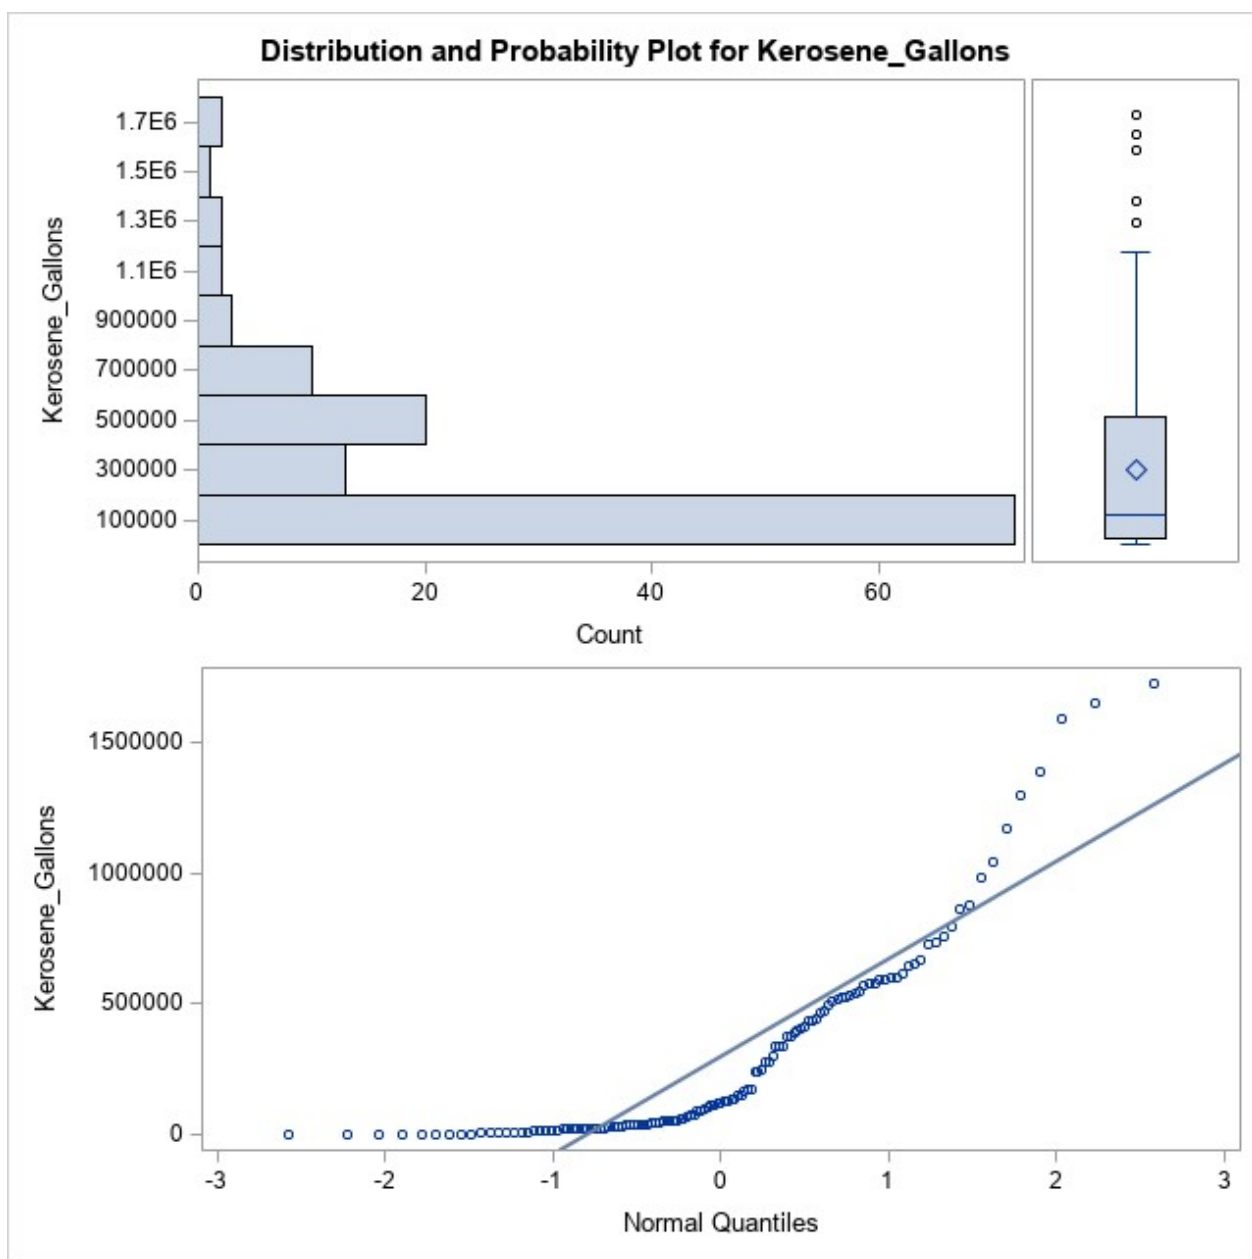 Distribution and Probability Plot for Kerosene_Gallons
Kerosene_Gallons
1.7E6
1.5E6
1.3E6
1.1E6
900000
700000
500000
300000
100000
0 20 40 60
Count
Kerosene_Gallons
1500000
1000000
500000
0
-3 -2 -1 0 1 2 3
Normal Quantiles